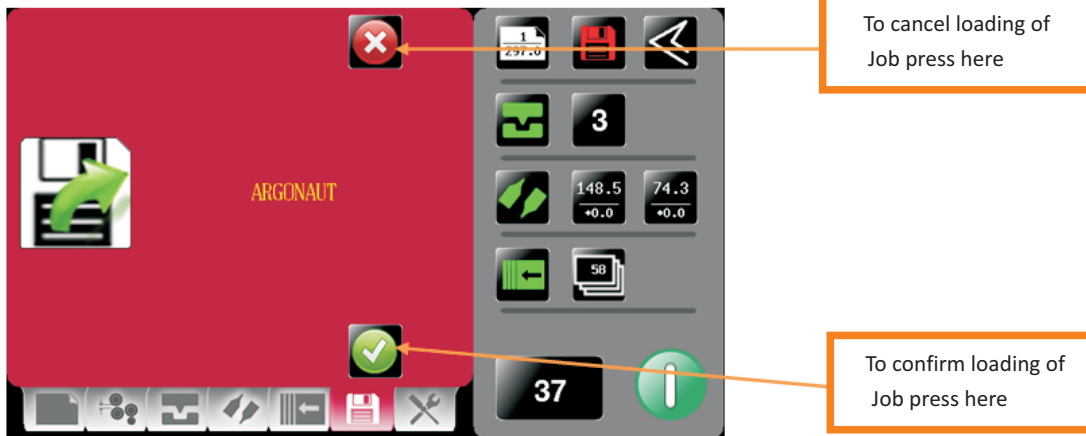 To cancel loading of
Job press here
1
297.0
3
ARGONAUT
148.5
+0.0
74.3
+0.0
58
37
To confirm loading of
Job press here